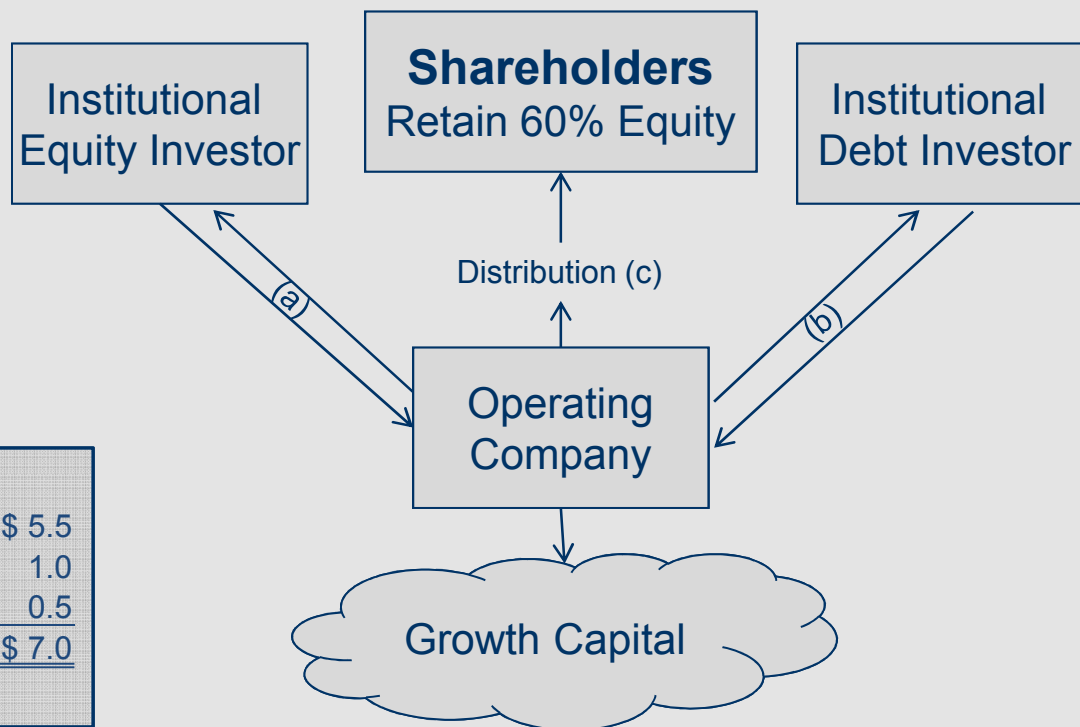 Institutional
Equity Investor
Shareholders
Retain 60% Equity
Institutional
Debt Investor
Distribution (c)
(a)
(b)
Operating
Company
$ 5.5
1.0
0.5
$ 7.0
Growth Capital